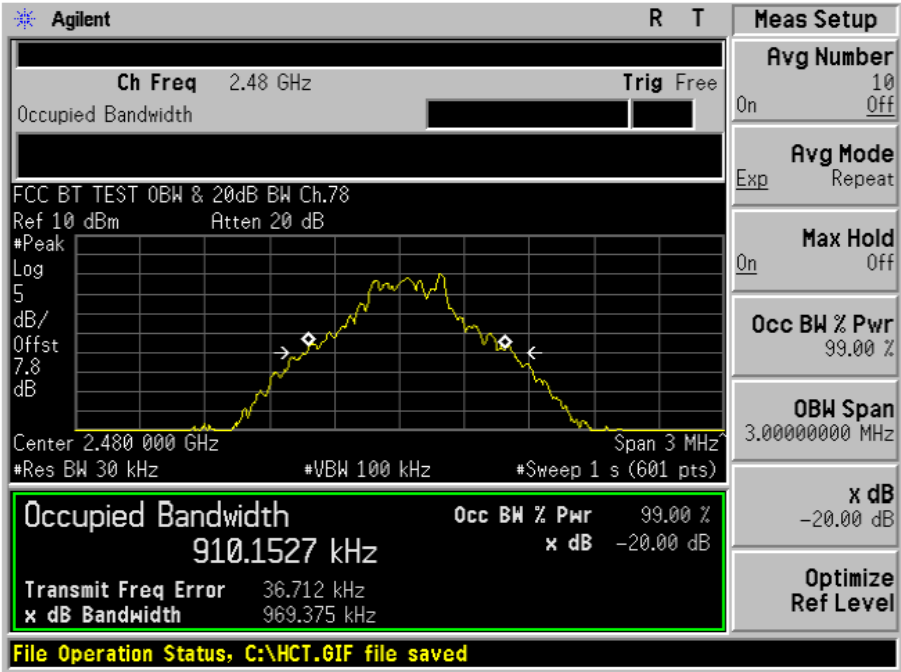 Agilent R T Meas Setup
Ch Freq 2.48 GHz Trig Free
Occupied Bandwidth
FCC BT TEST OBW & 20dB BW Ch.78
Ref 10 dBm Atten 20 dB
#Peak
Log
5
dB/
Offst
7.8
dB
Center 2.480 000 GHz Span 3 MHz^
#Res BW 30 kHz #VBW 100 kHz #Sweep 1 s (601 pts)
Occupied Bandwidth Occ BW % Pwr 99.00 %
910.1527 kHz x dB -20.00 dB
Transmit Freq Error 36.712 kHz
x dB Bandwidth 969.375 kHz
File Operation Status, C:\HCT.GIF file saved
Avg Number
10
On Off
Avg Mode
Exp Repeat
Max Hold
On Off
Occ BW % Pwr
99.00 %
OBW Span
3.00000000 MHz
x dB
-20.00 dB
Optimize
Ref Level